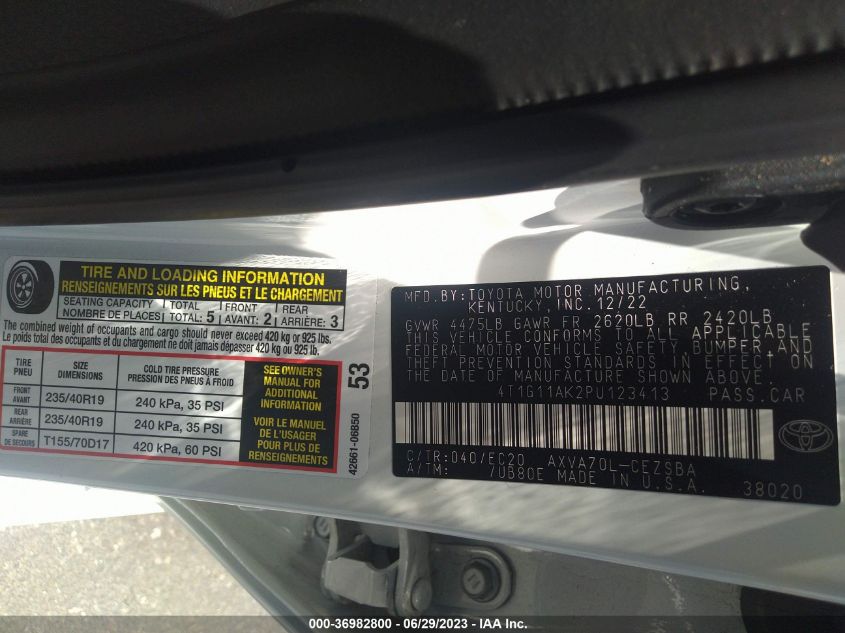 TIRE AND LOADING INFORMATION
RENSEIGNEMENTS SUR LES PNEUS ET LE CHARGEMENT
SEATING CAPACITY TOTAL FRONT REAR
NOMBRE DE PLACES TOTAL: 5 AVANT: 2 ARRIÈRE: 3
The combined weight of occupants and cargo should never exceed 420 kg or 925 lbs.
Le poids total des occupants et du chargement ne doit jamais dépasser 420 kg ou 925 lb.
TIRE PNEU SIZE DIMENSIONS COLD TIRE PRESSURE PRESSION DES PNEUS À FROID
FRONT AVANT 235/40R19 240 kPa, 35 PSI
REAR ARRIÈRE 235/40R19 240 kPa, 35 PSI
SPARE DE SECOURS T155/70D17 420 kPa, 60 PSI
SEE OWNER'S
MANUAL FOR
ADDITIONAL
INFORMATION
VOIR LE MANUEL
DE L'USAGER
POUR PLUS DE
RENSEIGNEMENTS
53
42661-06850
MFD.BY:TOYOTA MOTOR MANUFACTURING,
KENTUCKY, INC. 12/22
GVWR 4475LB GAWR FR 2620LB RR 2420LB
THIS VEHICLE CONFORMS TO ALL APPLICABLE
FEDERAL MOTOR VEHICLE SAFETY, BUMPER, AND
THEFT PREVENTION STANDARDS IN EFFECT ON
THE DATE OF MANUFACTURE SHOWN ABOVE.
4T1G11AK2PU123413 PASS.CAR
C/TR:040/EC20 AXVA70L-CEZSBA
A/TM: /UB80E MADE IN U.S.A. 38020
TOYOTA
000-36982800 - 06/29/2023 - IAA Inc.